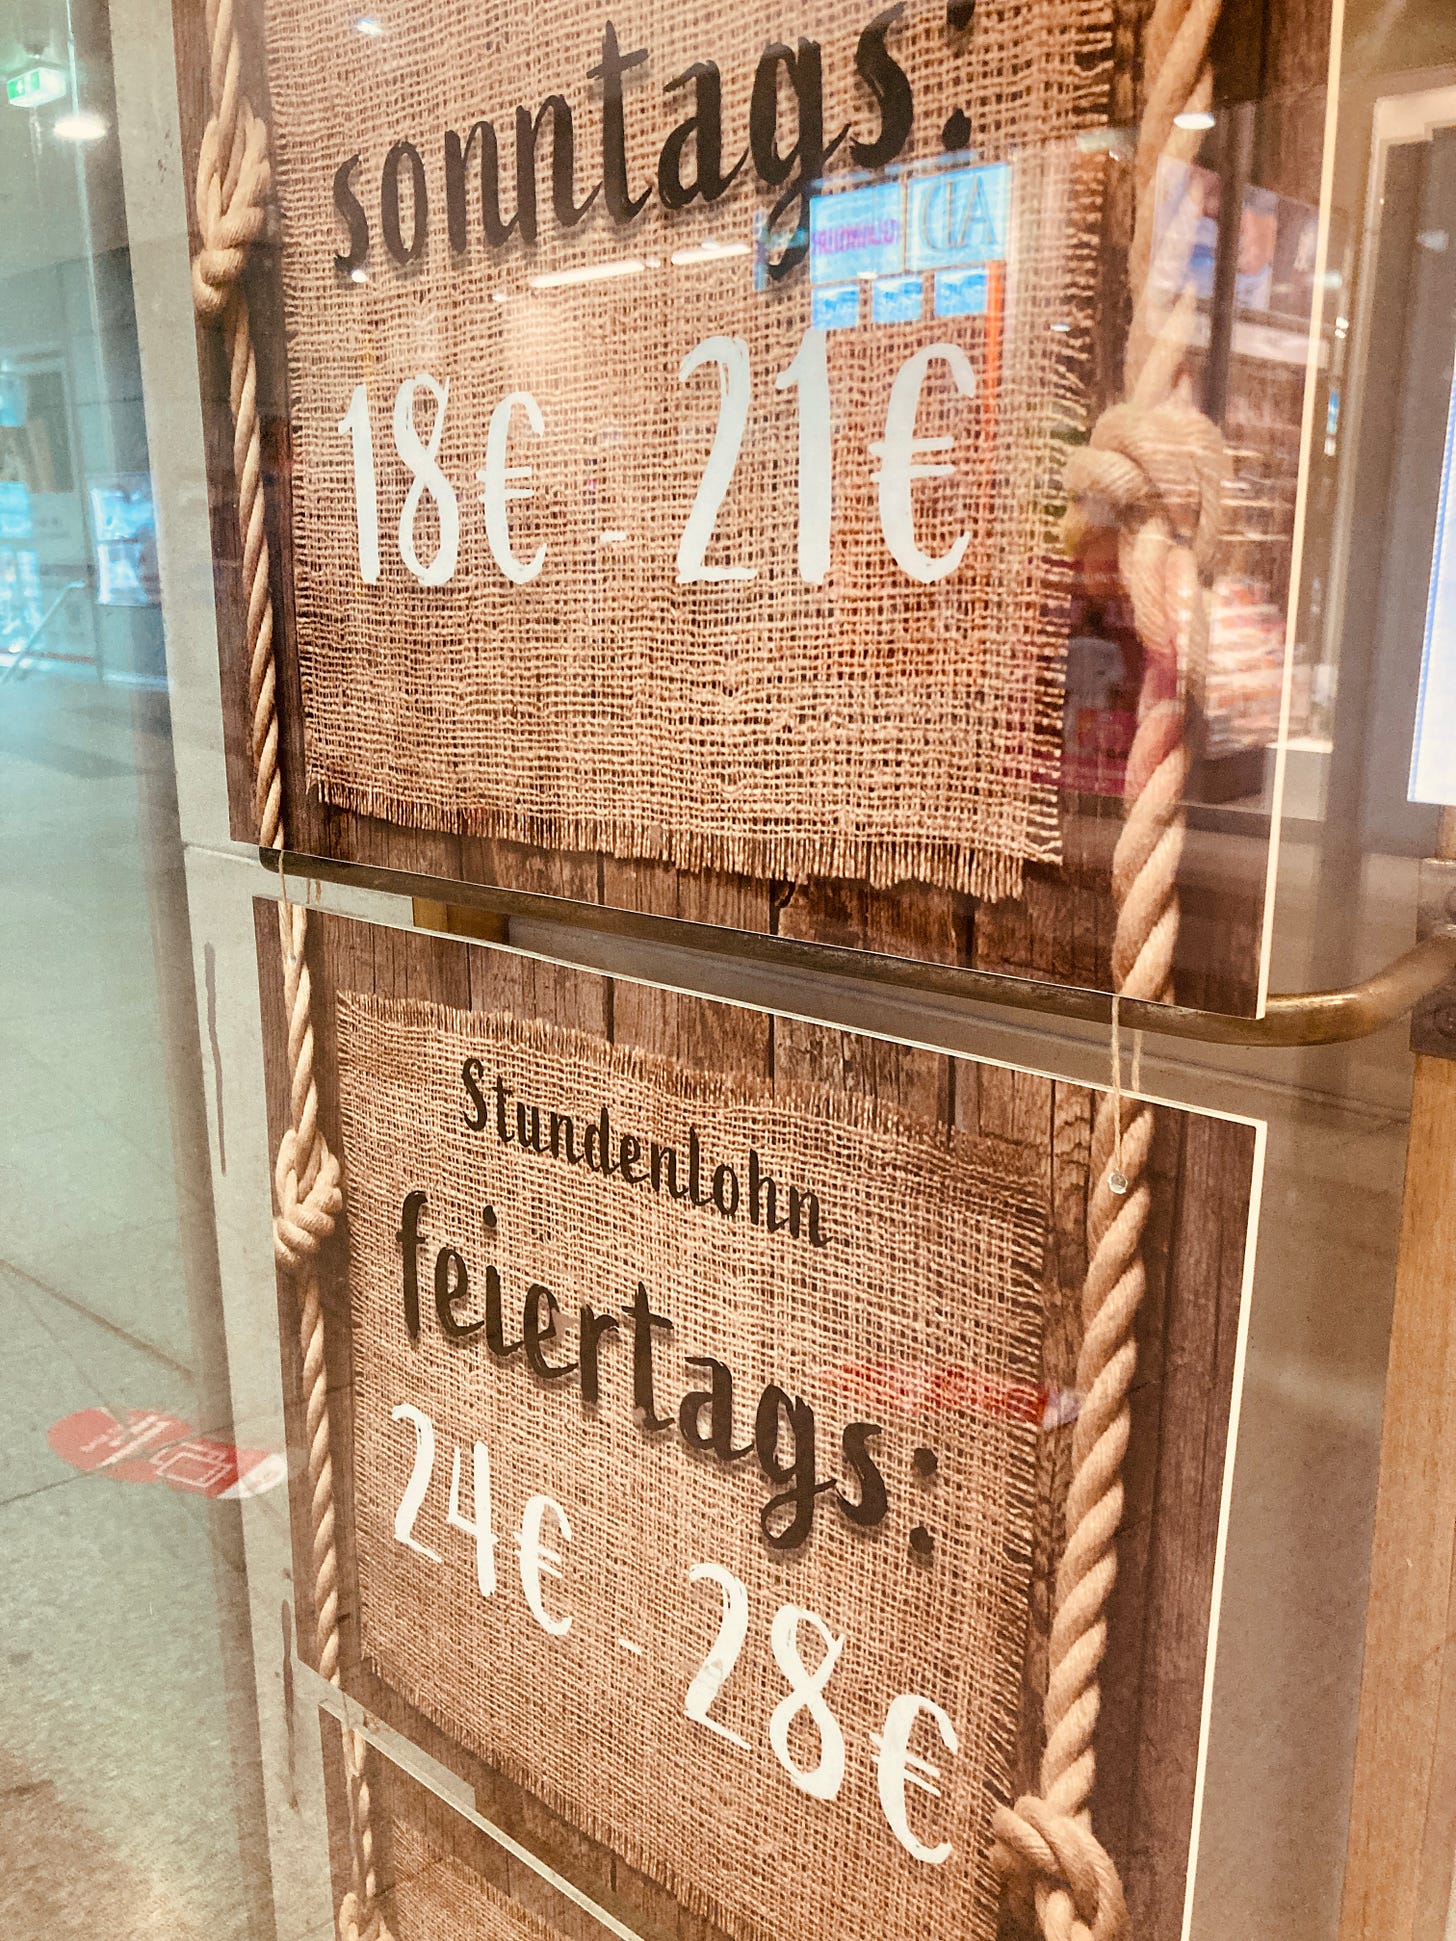 sonntags:
18€ - 21€
Stundenlohn
feiertags:
24€ - 28€